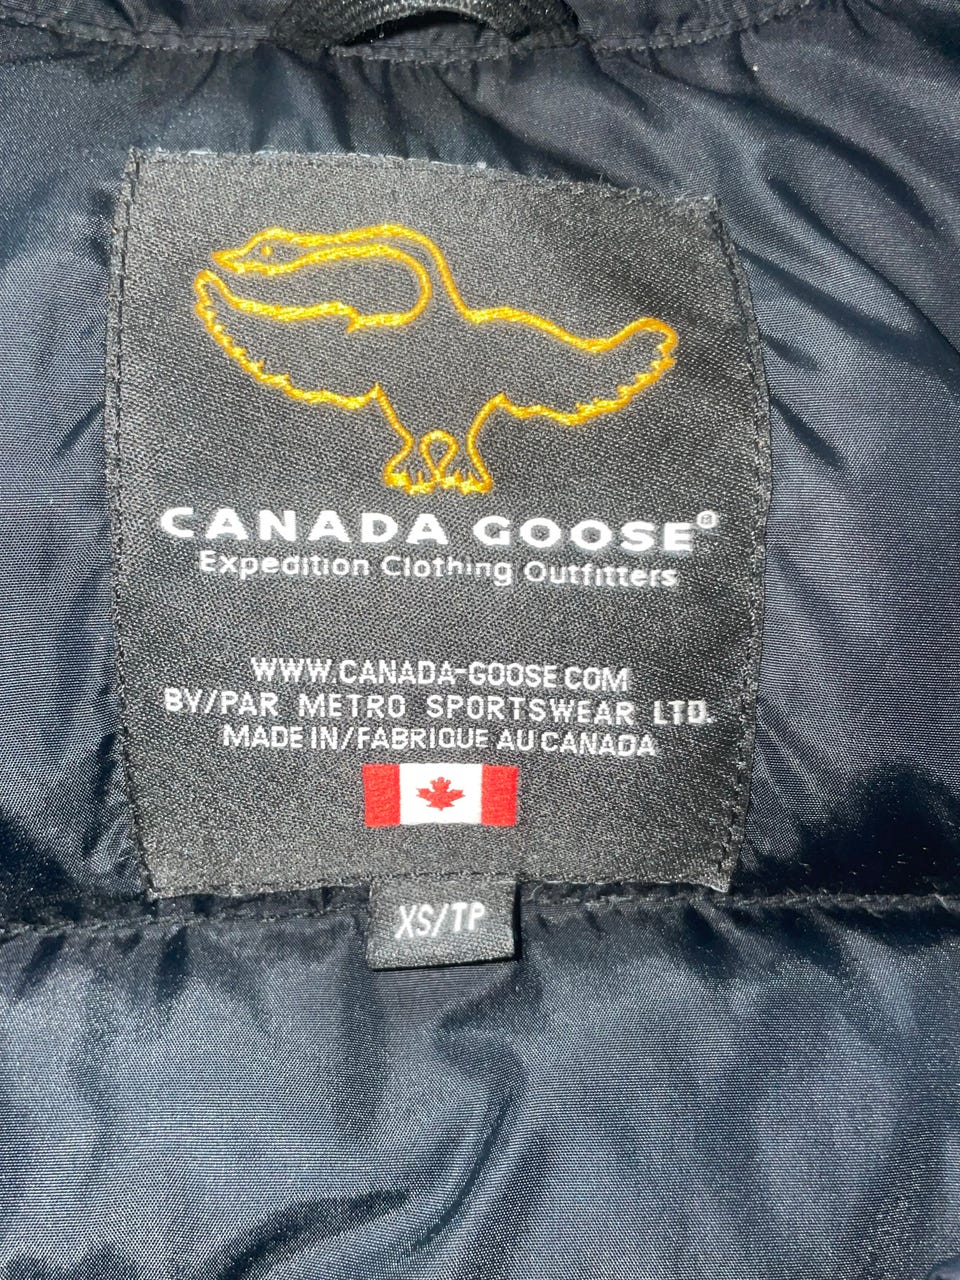 CANADA GOOSE®
Expedition Clothing Outfitters
WWW.CANADA-GOOSE.COM
BY/PAR METRO SPORTSWEAR LTD.
MADE IN/FABRIQUE AU CANADA
XS/TP